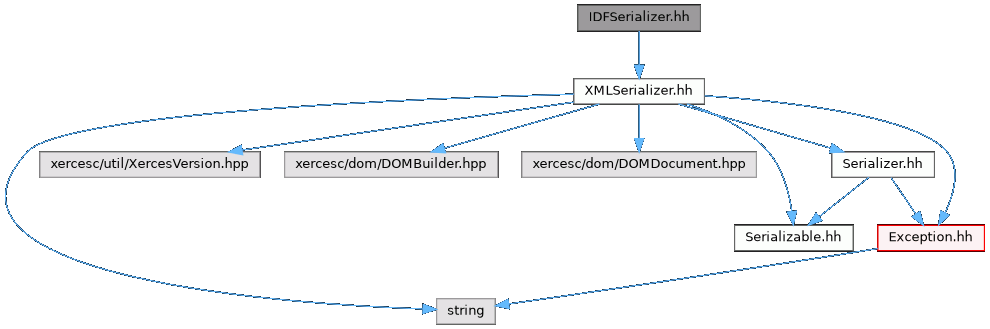 IDFSerializer.hh
XMLSerializer.hh
xercesc/util/XercesVersion.hpp
xercesc/dom/DOMBuilder.hpp
xercesc/dom/DOMDocument.hpp
Serializer.hh
Serializable.hh
Exception.hh
string